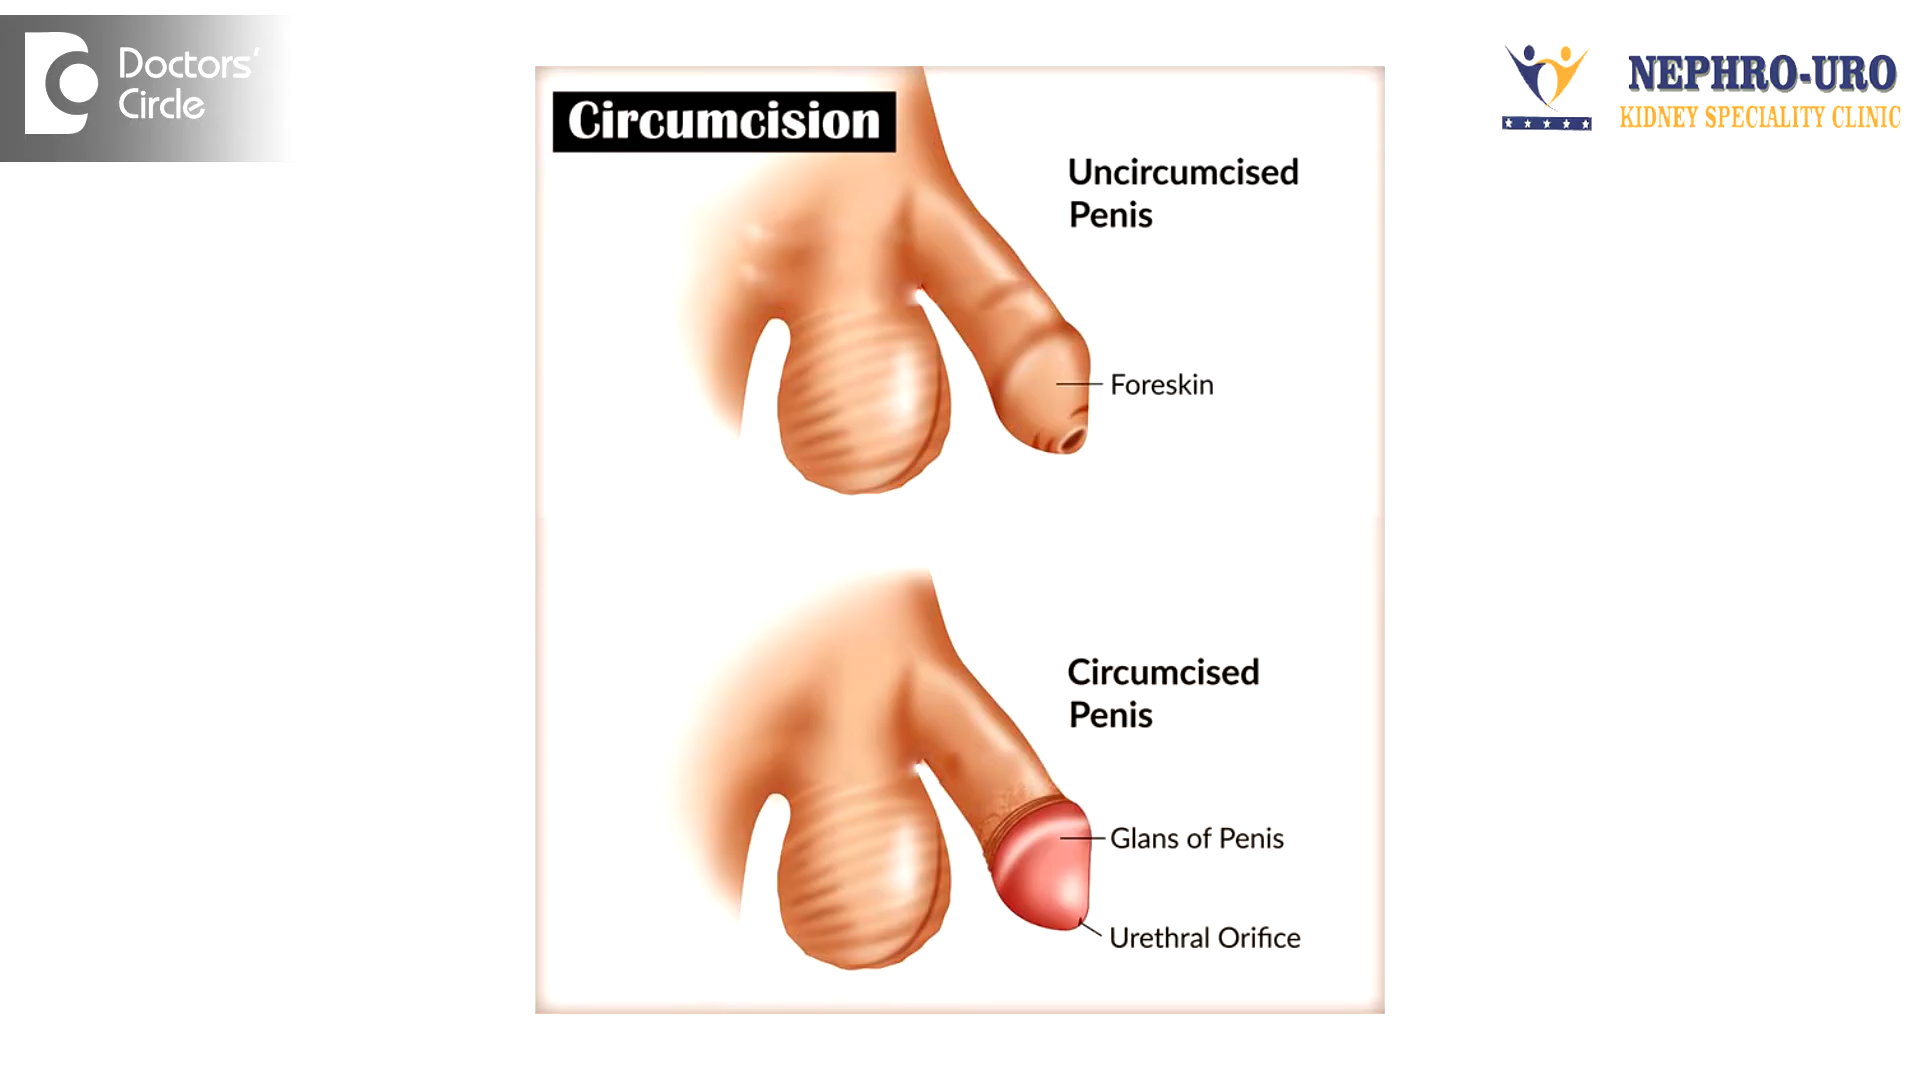 Doctors'
Circle
NEPHRO-URO
KIDNEY SPECIALITY CLINIC
Circumcision
Uncircumcised
Penis
Foreskin
Circumcised
Penis
Glans of Penis
Urethral Orifice